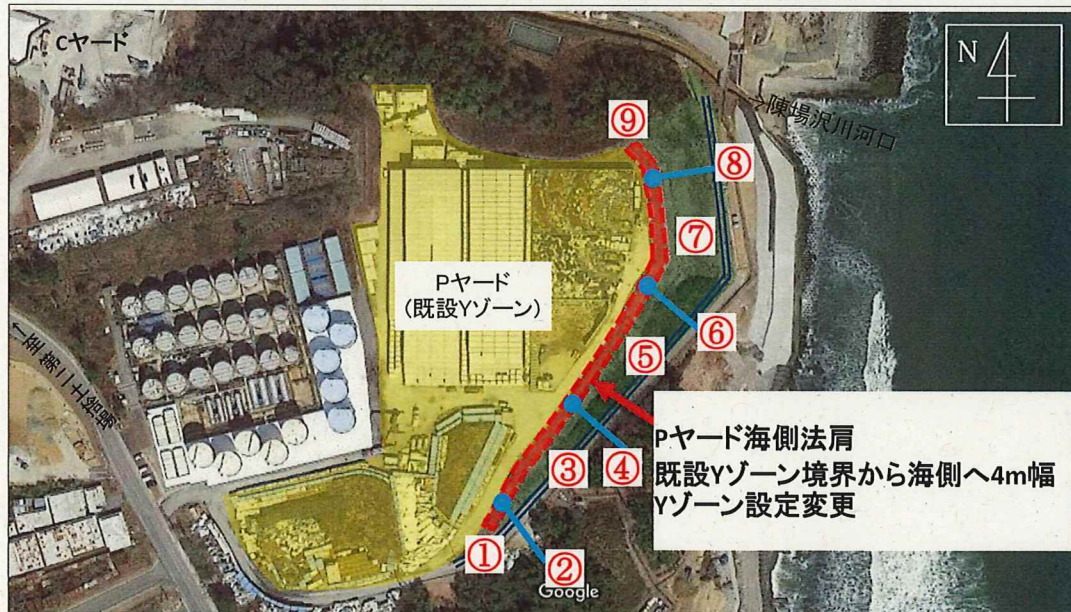 Cヤード
N
→陳場沢川河口
⑨
⑧
⑦
Pヤード
(既設Yゾーン)
⑥
⑤
Pヤード海側法肩
既設Yゾーン境界から海側へ4m幅
Yゾーン設定変更
④
③
②
①
Google